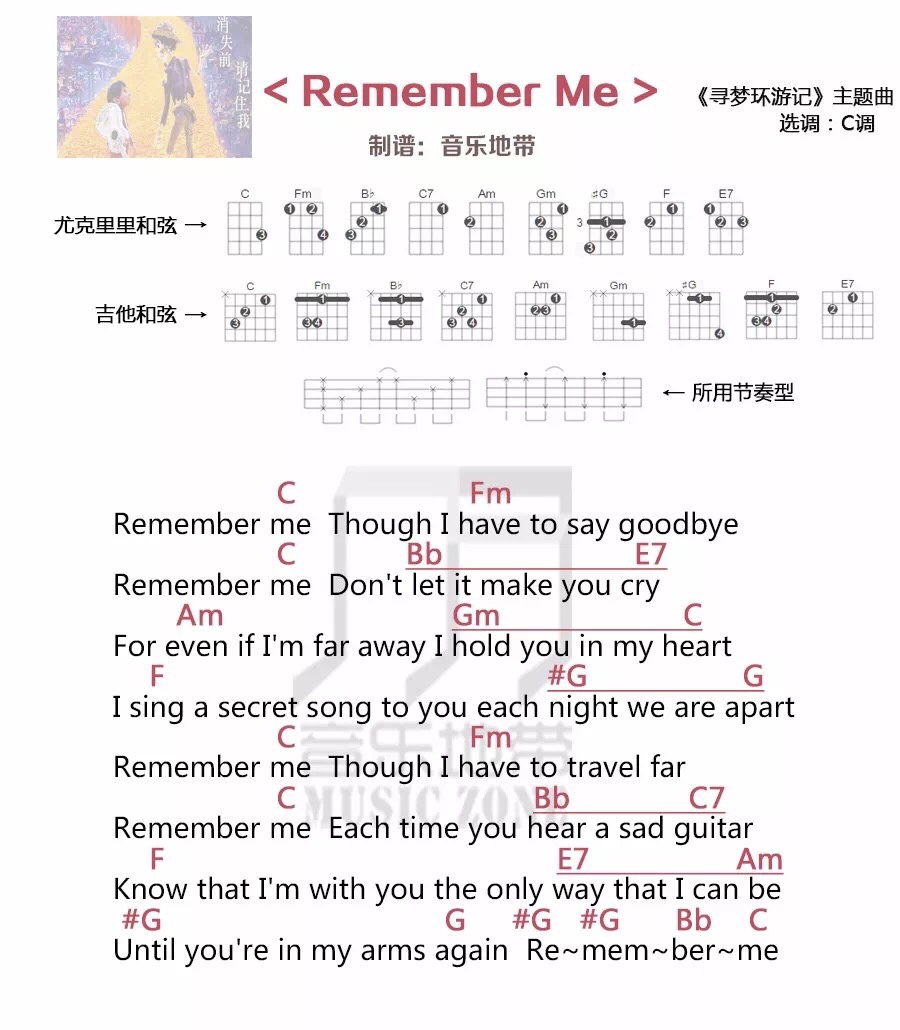 消失前
请记住我
< Remember Me >
《寻梦环游记》主题曲
选调：C调
制谱：音乐地带
C Fm B♭ C7 Am Gm #G F E7
尤克里里和弦 →
3
C Fm B♭ C7 Am Gm #G F E7
吉他和弦 →
← 所用节奏型
C Fm
Remember me Though I have to say goodbye
C Bb E7
Remember me Don't let it make you cry
Am Gm C
For even if I'm far away I hold you in my heart
F #G G
I sing a secret song to you each night we are apart
C Fm
Remember me Though I have to travel far
C Bb C7
Remember me Each time you hear a sad guitar
F E7 Am
Know that I'm with you the only way that I can be
#G G #G #G Bb C
Until you're in my arms again Re~mem~ber~me
音乐地带
MUSIC ZONE